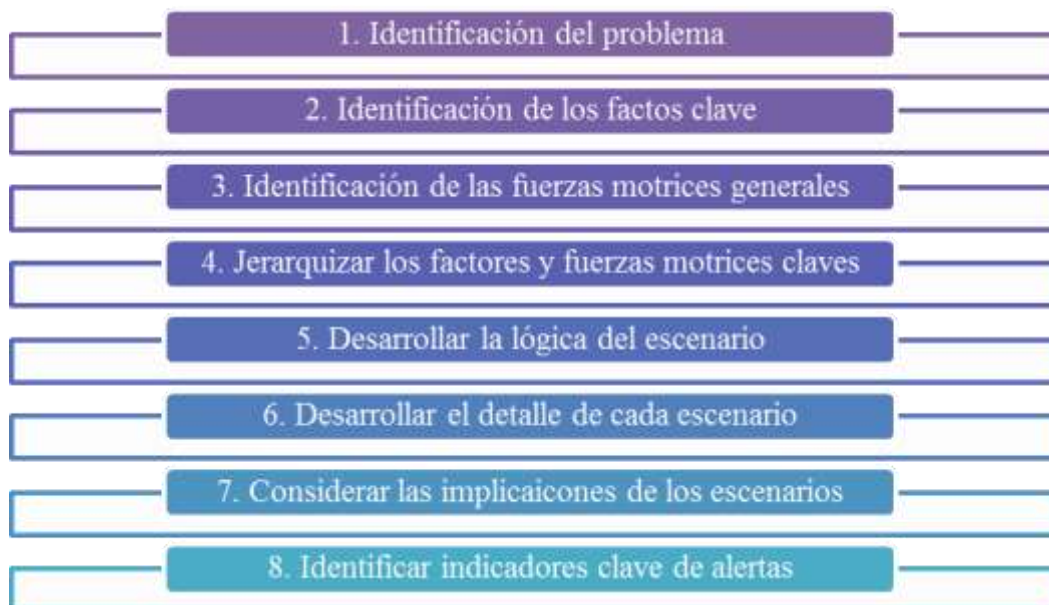 1. Identificación del problema
2. Identificación de los factos clave
3. Identificación de las fuerzas motrices generales
4. Jerarquizar los factores y fuerzas motrices claves
5. Desarrollar la lógica del escenario
6. Desarrollar el detalle de cada escenario
7. Considerar las implicaicones de los escenarios
8. Identificar indicadores clave de alertas